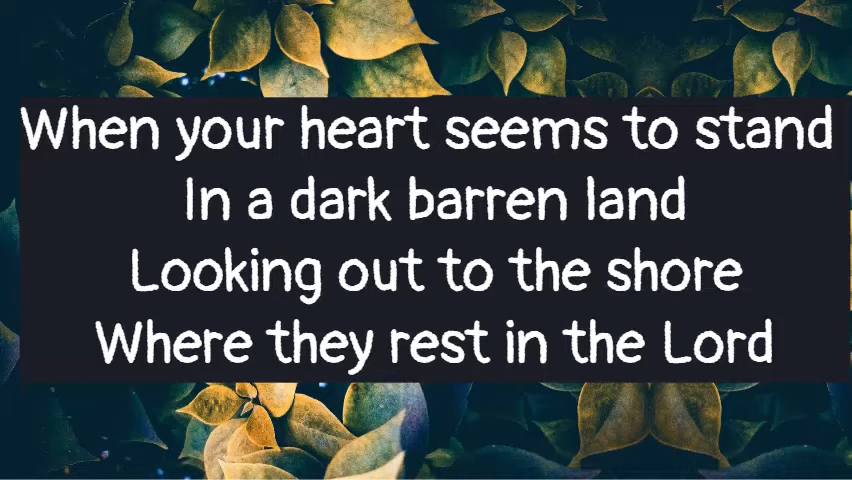 When your heart seems to stand
In a dark barren land
Looking out to the shore
Where they rest in the Lord